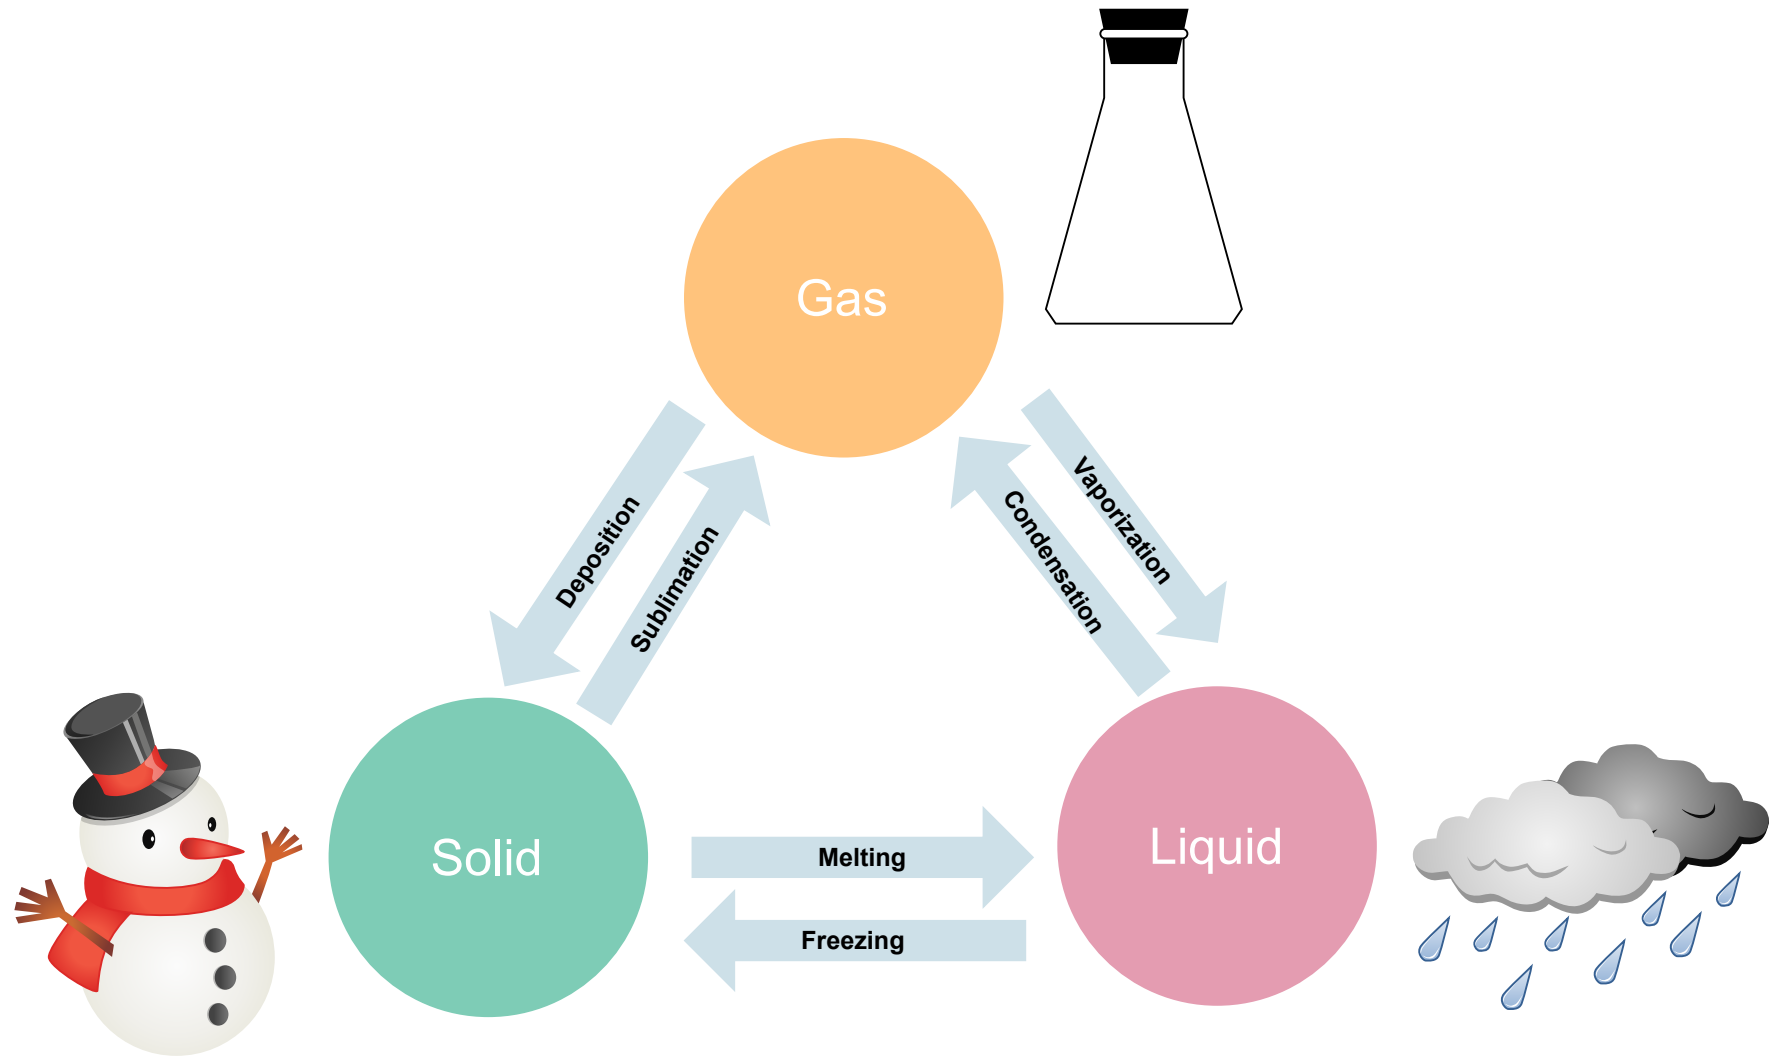 Gas
Deposition
Sublimation
Condensation
Vaporization
Solid
Melting
Freezing
Liquid